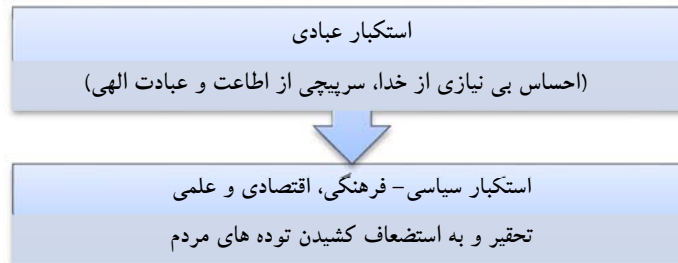 استکبار عبادی
(احساس بی نیازی از خدا، سرپیچی از اطاعت و عبادت الهی)
استکبار سیاسی- فرهنگی، اقتصادی و علمی
تحقیر و به استضعاف کشیدن توده های مردم